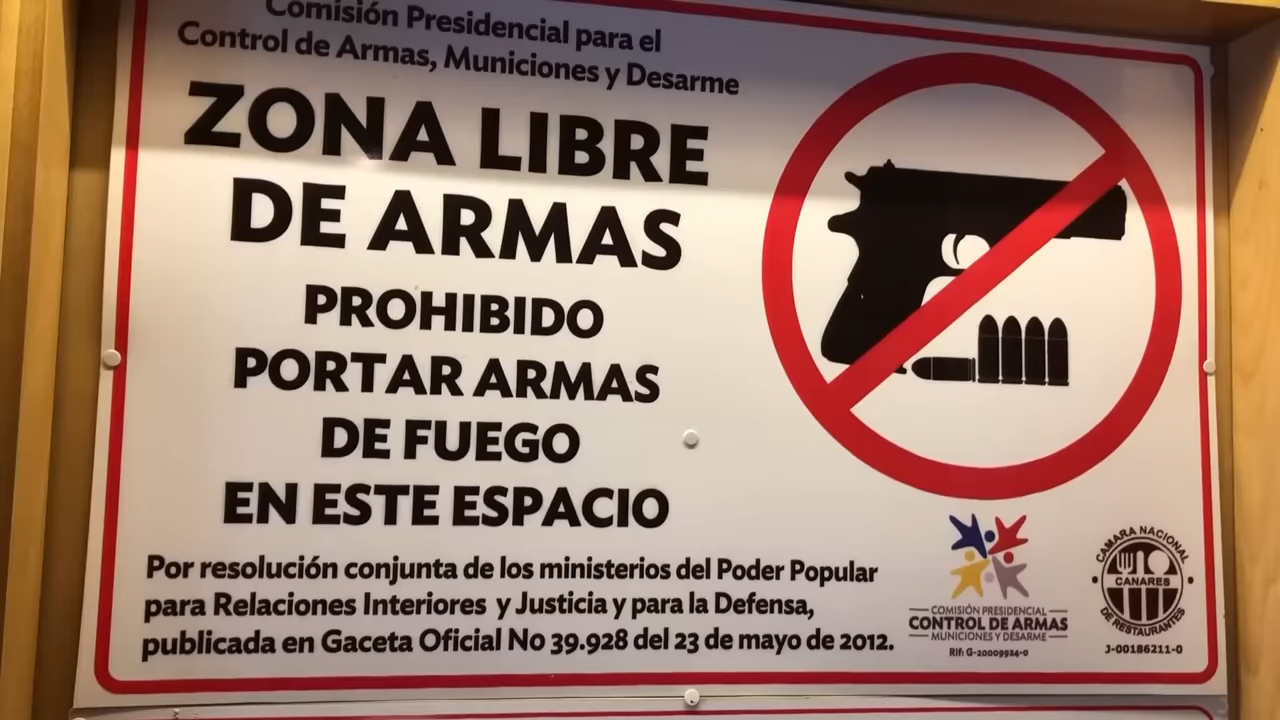 Comisión Presidencial para el
Control de Armas, Municiones y Desarme
ZONA LIBRE
DE ARMAS
PROHIBIDO
PORTAR ARMAS
DE FUEGO
EN ESTE ESPACIO
Por resolución conjunta de los ministerios del Poder Popular
para Relaciones Interiores y Justicia y para la Defensa,
publicada en Gaceta Oficial No 39.928 del 23 de mayo de 2012.
COMISIÓN PRESIDENCIAL
CONTROL DE ARMAS
MUNICIONES Y DESARME
Rif: G-20009924-0
CAMARA NACIONAL
CANARES
DE RESTAURANTES
J-00186211-0